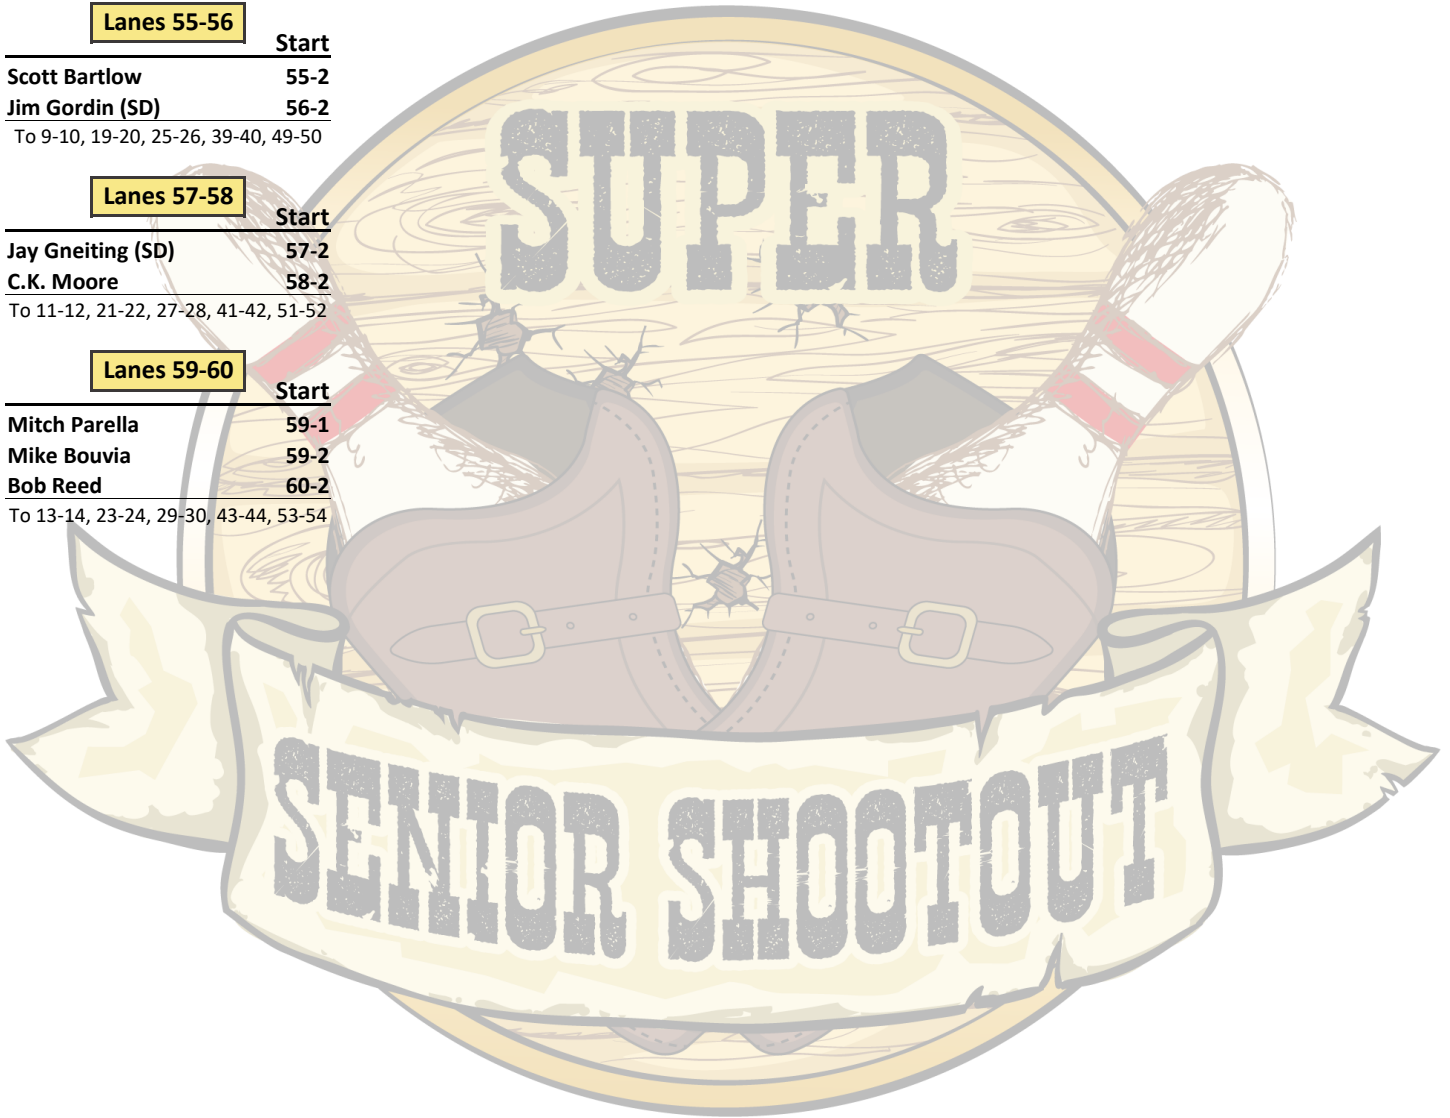 Lanes 55-56
Start
Scott Bartlow 55-2
Jim Gordin (SD) 56-2
To 9-10, 19-20, 25-26, 39-40, 49-50
Lanes 57-58
Start
Jay Gneiting (SD) 57-2
C.K. Moore 58-2
To 11-12, 21-22, 27-28, 41-42, 51-52
Lanes 59-60
Start
Mitch Parella 59-1
Mike Bouvia 59-2
Bob Reed 60-2
To 13-14, 23-24, 29-30, 43-44, 53-54
SUPER
SENIOR SHOOTOUT